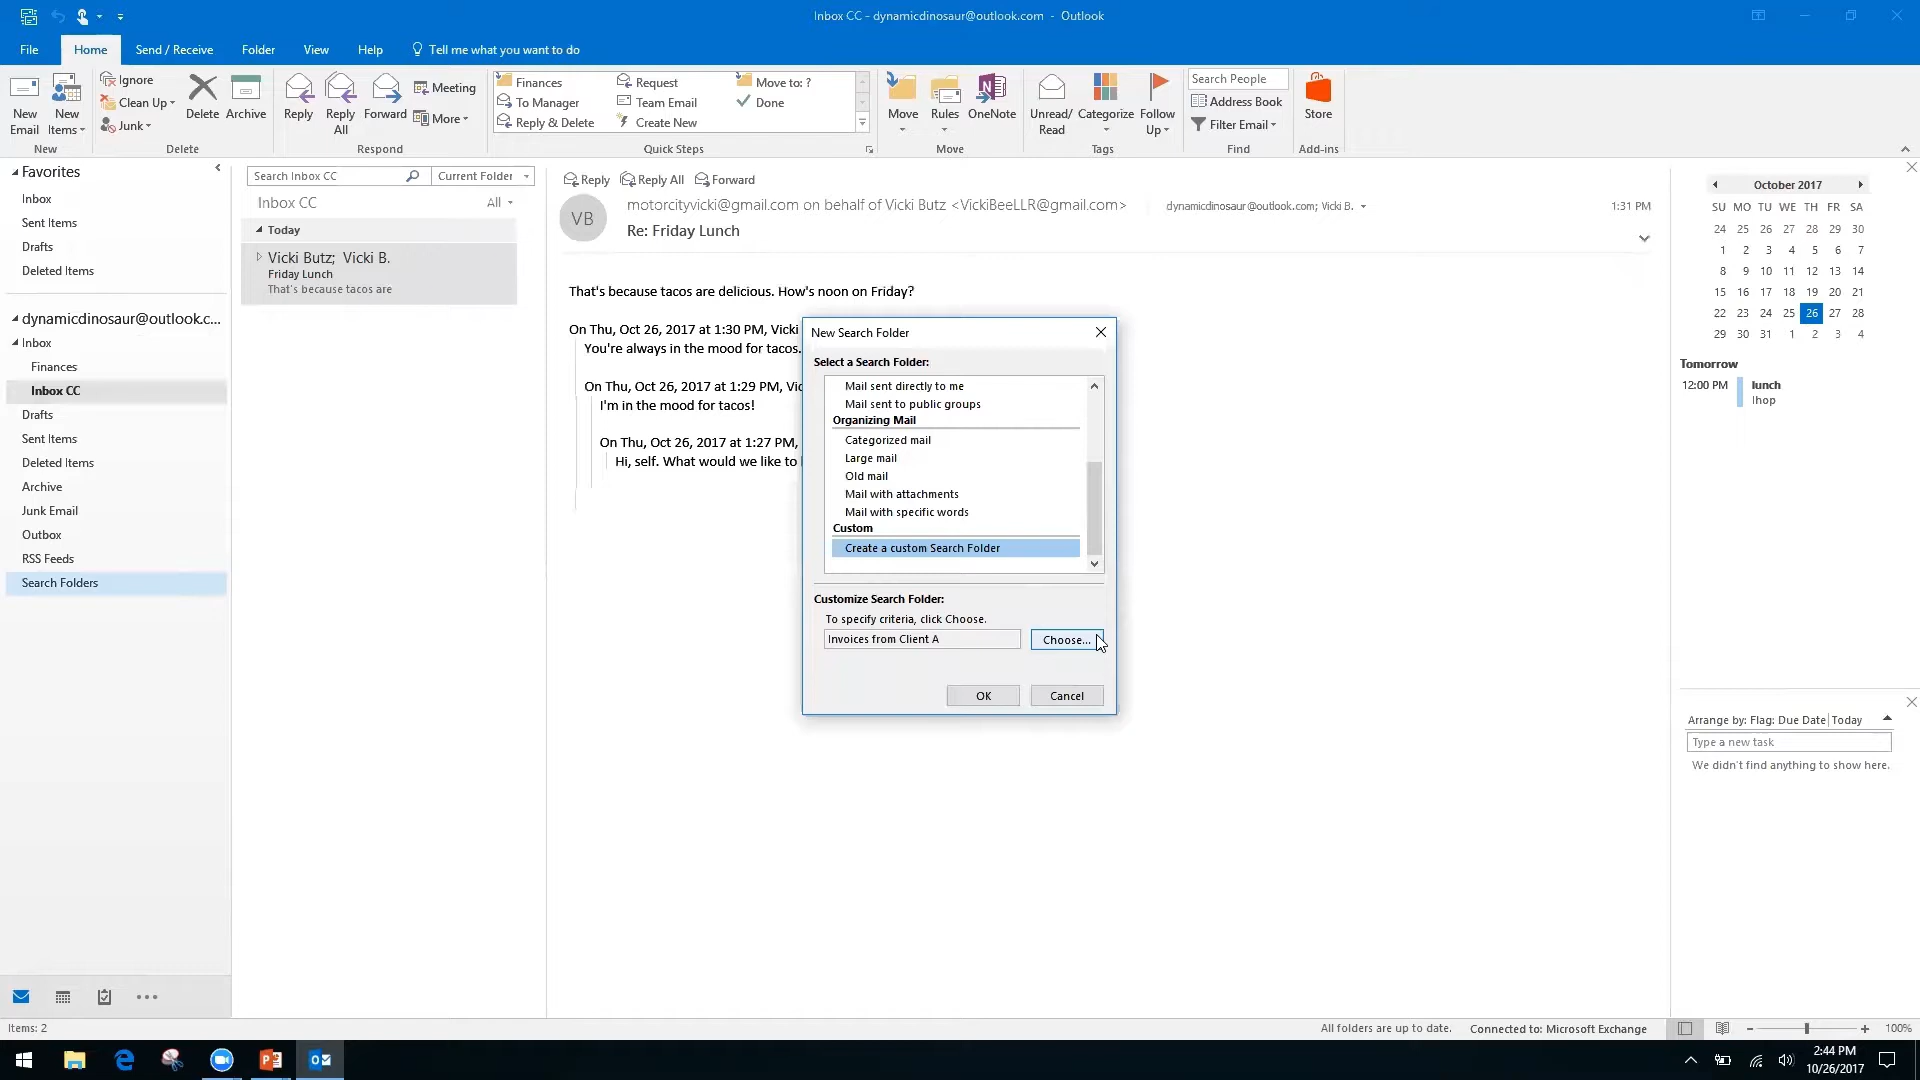 Inbox CC - dynamicdinosaur@outlook.com - Outlook
File Home Send / Receive Folder View Help Tell me what you want to do
New Email
New Items
New
Ignore
Clean Up
Junk
Delete
Archive
Delete
Reply
Reply All
Forward
Meeting
More
Respond
Finances
To Manager
Reply & Delete
Request
Team Email
Create New
Move to: ?
Done
Quick Steps
Move
Rules
OneNote
Move
Unread/ Read
Categorize
Follow Up
Tags
Search People
Address Book
Filter Email
Find
Store
Add-ins
Favorites
Inbox
Sent Items
Drafts
Deleted Items
dynamicdinosaur@outlook.c...
Inbox
Finances
Inbox CC
Drafts
Sent Items
Deleted Items
Archive
Junk Email
Outbox
RSS Feeds
Search Folders
Search Inbox CC
Current Folder
Inbox CC
All
Today
Vicki Butz; Vicki B.
Friday Lunch
That's because tacos are
Reply Reply All Forward
VB
motorcityvicki@gmail.com on behalf of Vicki Butz <VickiBeeLLR@gmail.com>
dynamicdinosaur@outlook.com; Vicki B.
1:31 PM
Re: Friday Lunch
That's because tacos are delicious. How's noon on Friday?
On Thu, Oct 26, 2017 at 1:30 PM, Vicki
You're always in the mood for tacos.
On Thu, Oct 26, 2017 at 1:29 PM, Vic
I'm in the mood for tacos!
On Thu, Oct 26, 2017 at 1:27 PM,
Hi, self. What would we like to
New Search Folder
Select a Search Folder:
Mail sent directly to me
Mail sent to public groups
Organizing Mail
Categorized mail
Large mail
Old mail
Mail with attachments
Mail with specific words
Custom
Create a custom Search Folder
Customize Search Folder:
To specify criteria, click Choose.
Invoices from Client A
Choose...
OK
Cancel
October 2017
SU MO TU WE TH FR SA
24 25 26 27 28 29 30
1 2 3 4 5 6 7
8 9 10 11 12 13 14
15 16 17 18 19 20 21
22 23 24 25 26 27 28
29 30 31 1 2 3 4
Tomorrow
12:00 PM lunch
Ihop
Arrange by: Flag: Due Date Today
Type a new task
We didn't find anything to show here.
Items: 2
All folders are up to date.
Connected to: Microsoft Exchange
100%
2:44 PM
10/26/2017